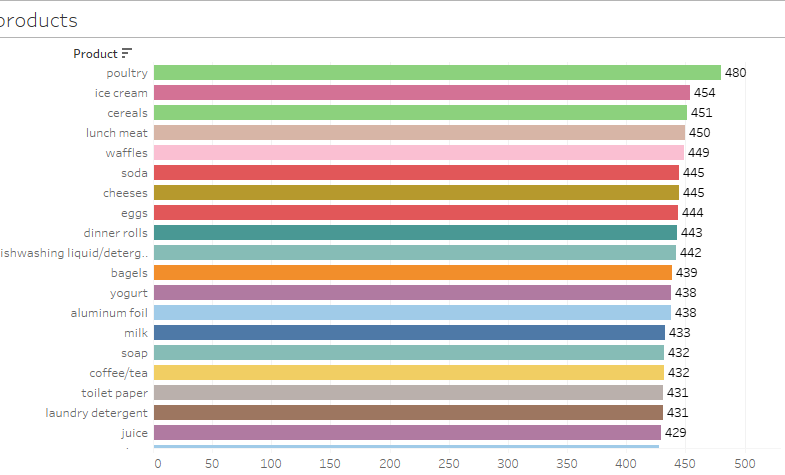 products
Product
poultry 480
ice cream 454
cereals 451
lunch meat 450
waffles 449
soda 445
cheeses 445
eggs 444
dinner rolls 443
ishwashing liquid/deterg.. 442
bagels 439
yogurt 438
aluminum foil 438
milk 433
soap 432
coffee/tea 432
toilet paper 431
laundry detergent 431
juice 429
0 50 100 150 200 250 300 350 400 450 500